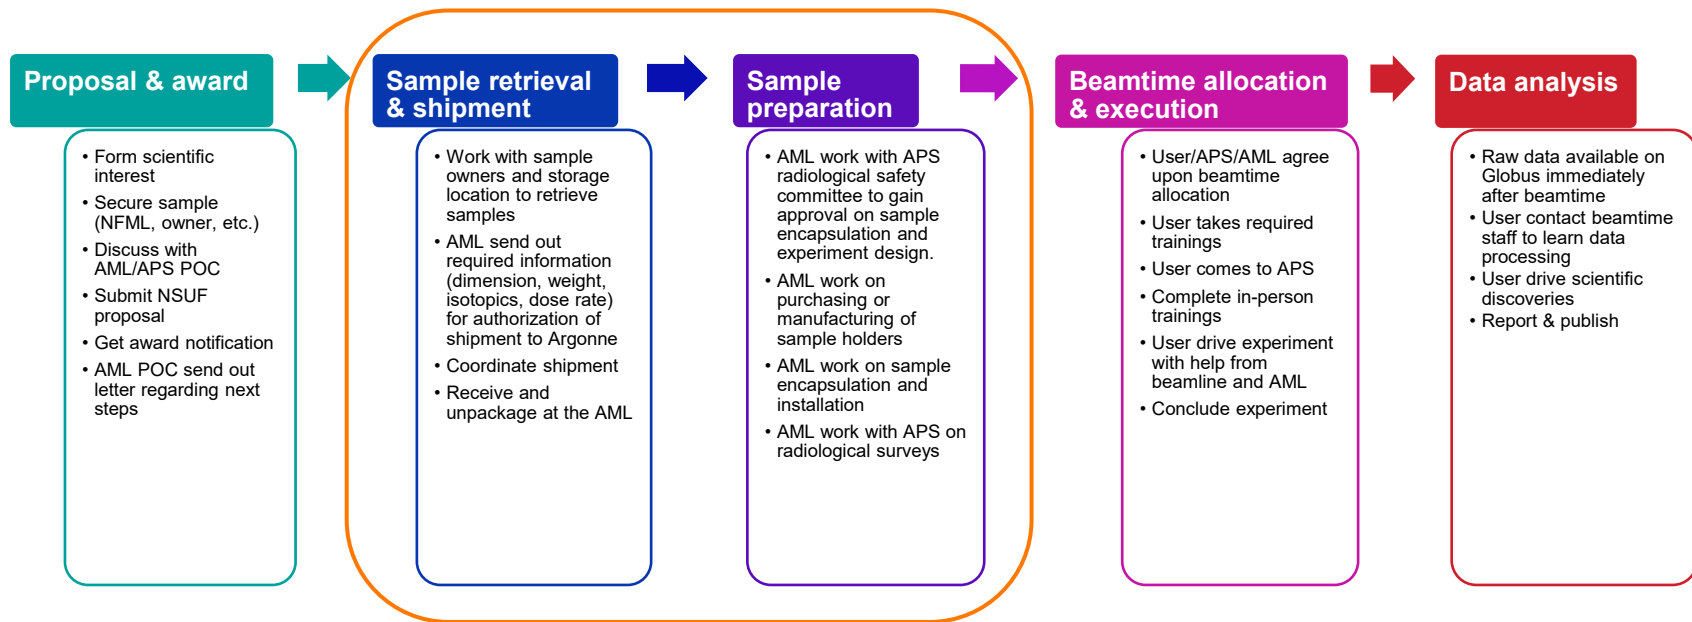 Proposal & award
• Form scientific
interest
• Secure sample
(NFML, owner, etc.)
• Discuss with
AML/APS POC
• Submit NSUF
proposal
• Get award notification
• AML POC send out
letter regarding next
steps
Sample retrieval
& shipment
• Work with sample
owners and storage
location to retrieve
samples
• AML send out
required information
(dimension, weight,
isotopics, dose rate)
for authorization of
shipment to Argonne
• Coordinate shipment
• Receive and
unpackage at the AML
Sample
preparation
• AML work with APS
radiological safety
committee to gain
approval on sample
encapsulation and
experiment design.
• AML work on
purchasing or
manufacturing of
sample holders
• AML work on sample
encapsulation and
installation
• AML work with APS on
radiological surveys
Beamtime allocation
& execution
• User/APS/AML agree
upon beamtime
allocation
• User takes required
trainings
• User comes to APS
• Complete in-person
trainings
• User drive experiment
with help from
beamline and AML
• Conclude experiment
Data analysis
• Raw data available on
Globus immediately
after beamtime
• User contact beamtime
staff to learn data
processing
• User drive scientific
discoveries
• Report & publish